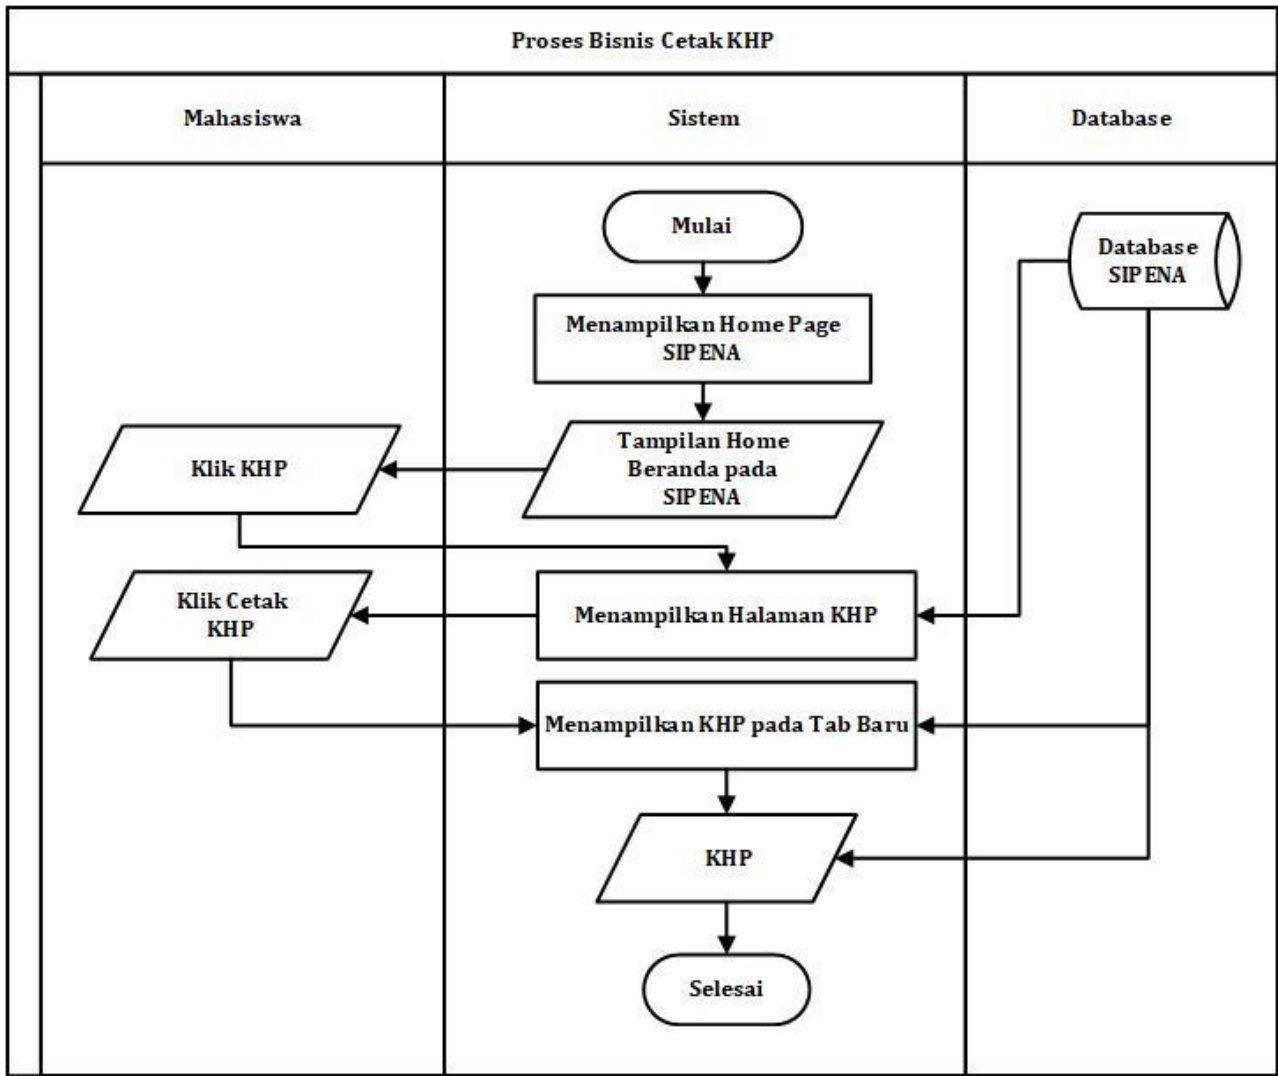 Proses Bisnis Cetak KHP
Mahasiswa
Sistem
Database
Mulai
Database
SIPENA
Menampilkan Home Page
SIPENA
Tampilan Home
Beranda pada
SIPENA
Klik KHP
Menampilkan Halaman KHP
Klik Cetak
KHP
Menampilkan KHP pada Tab Baru
KHP
Selesai